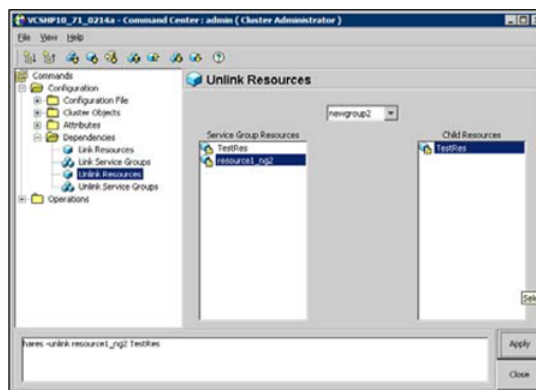 VCSHP10_71_0214a - Command Center : admin ( Cluster Administrator )
File View Help
Commands
Configuration
Configuration File
Cluster Objects
Attributes
Dependencies
Link Resources
Link Service Groups
Unlink Resources
Unlink Service Groups
Operations
Unlink Resources
newgroup2
Service Group Resources
TestRes
resource1_ng2
Child Resources
TestRes
Sele
hares -unlink resource1_ng2 TestRes
Apply
Close